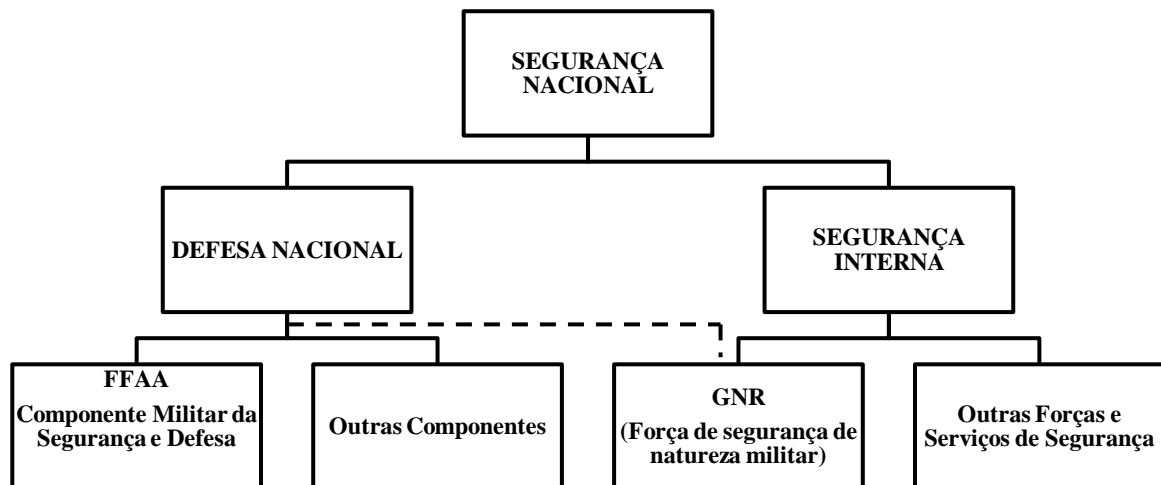 SEGURANÇA
NACIONAL
DEFESA NACIONAL
SEGURANÇA
INTERNA
FFAA
Componente Militar da
Segurança e Defesa
Outras Componentes
GNR
(Força de segurança de
natureza militar)
Outras Forças e
Serviços de Segurança